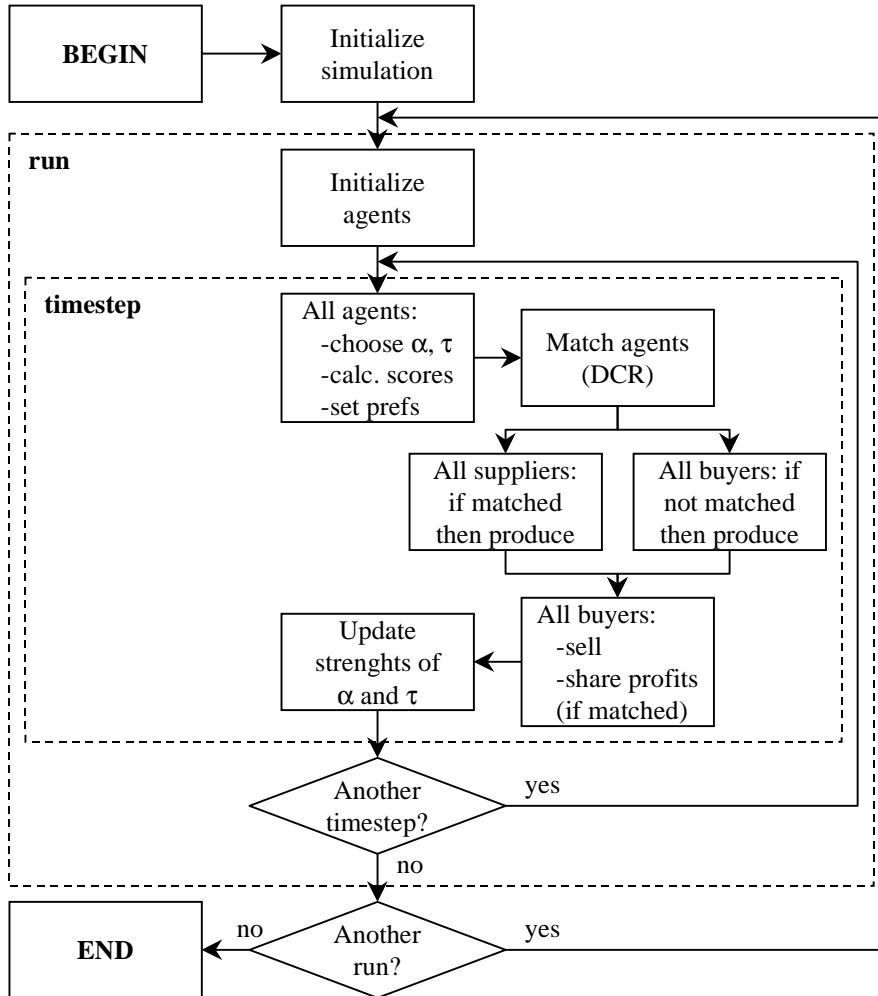 BEGIN
Initialize
simulation
run
Initialize
agents
timestep
All agents:
-choose α, τ
-calc. scores
-set prefs
Match agents
(DCR)
All suppliers:
if matched
then produce
All buyers: if
not matched
then produce
All buyers:
-sell
-share profits
(if matched)
Update
strenghts of
α and τ
Another
timestep?
yes
no
Another
run?
yes
no
END